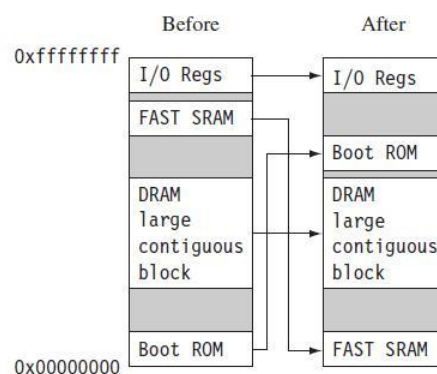 Before
After
0xffffffff
I/O Regs
FAST SRAM
DRAM
large
contiguous
block
Boot ROM
0x00000000
I/O Regs
Boot ROM
DRAM
large
contiguous
block
FAST SRAM